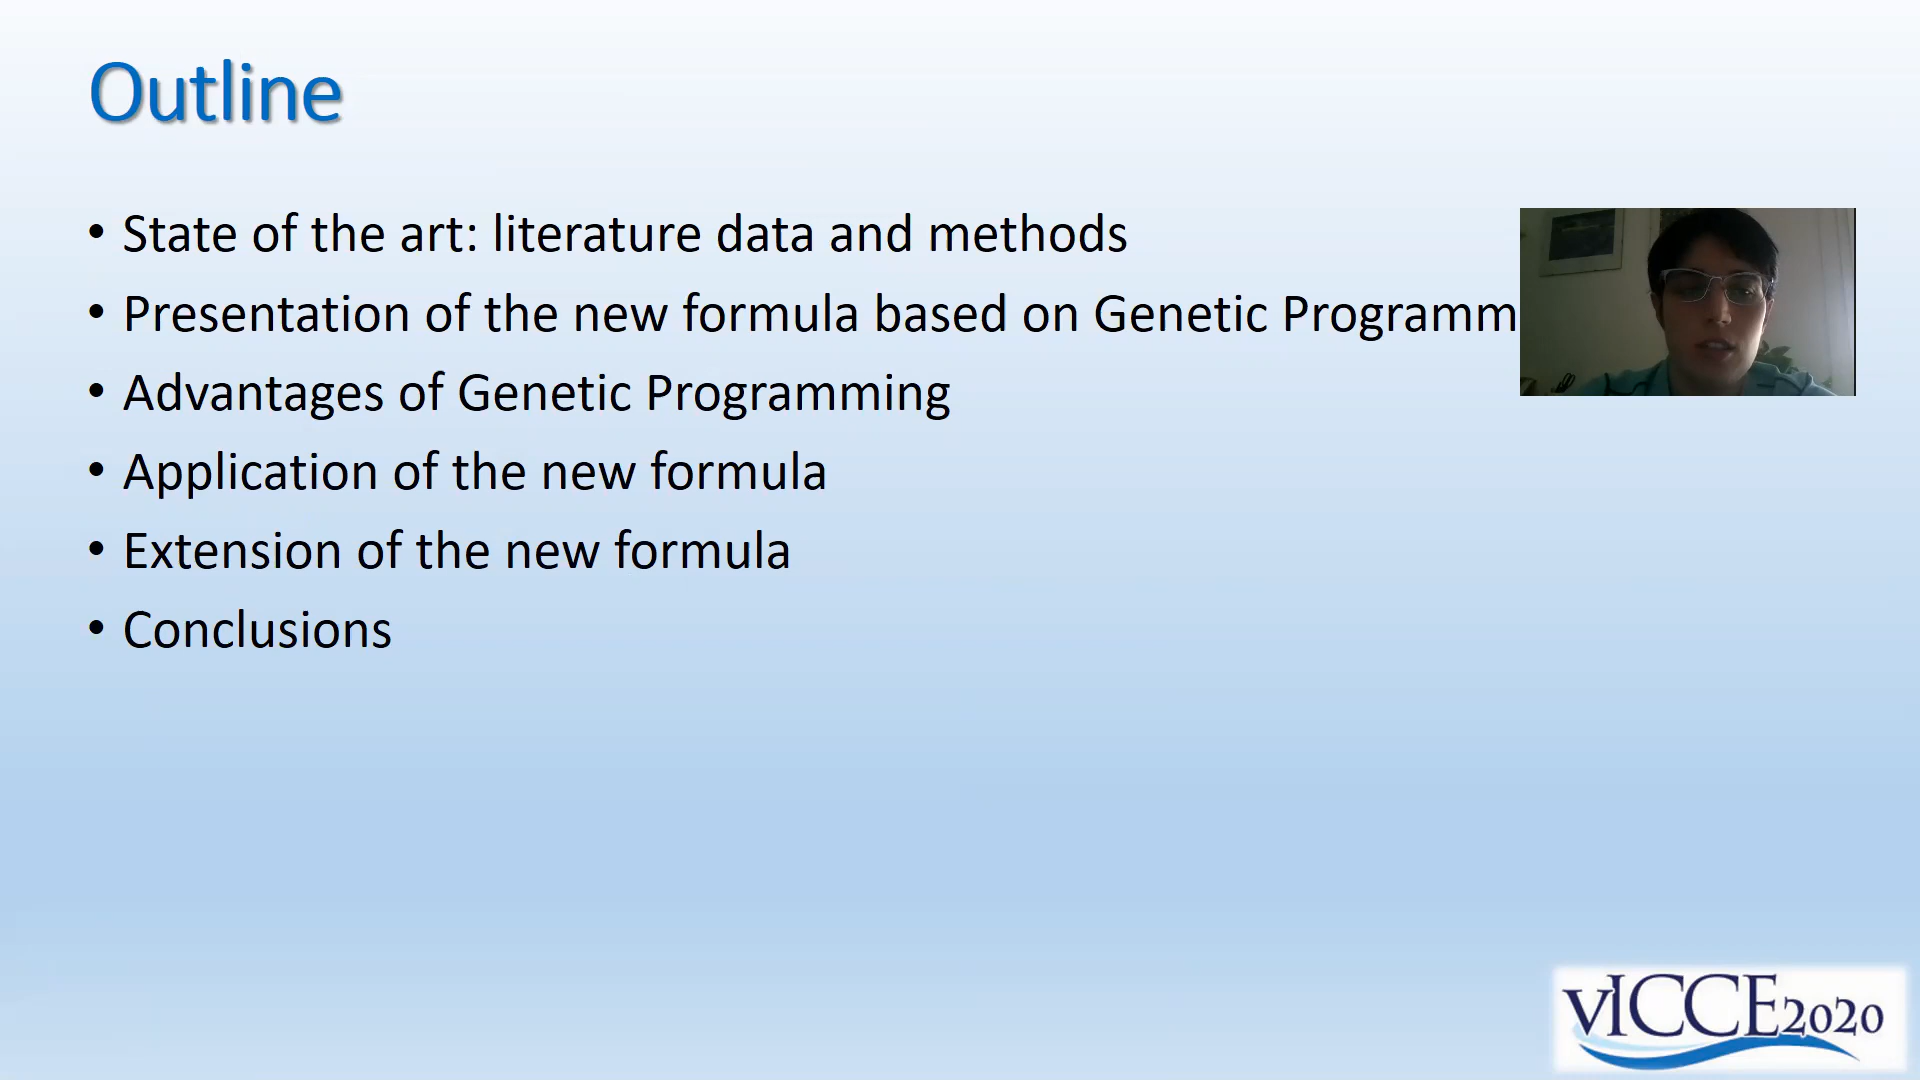 Outline
• State of the art: literature data and methods
• Presentation of the new formula based on Genetic Programm
• Advantages of Genetic Programming
• Application of the new formula
• Extension of the new formula
• Conclusions
vICCE2020